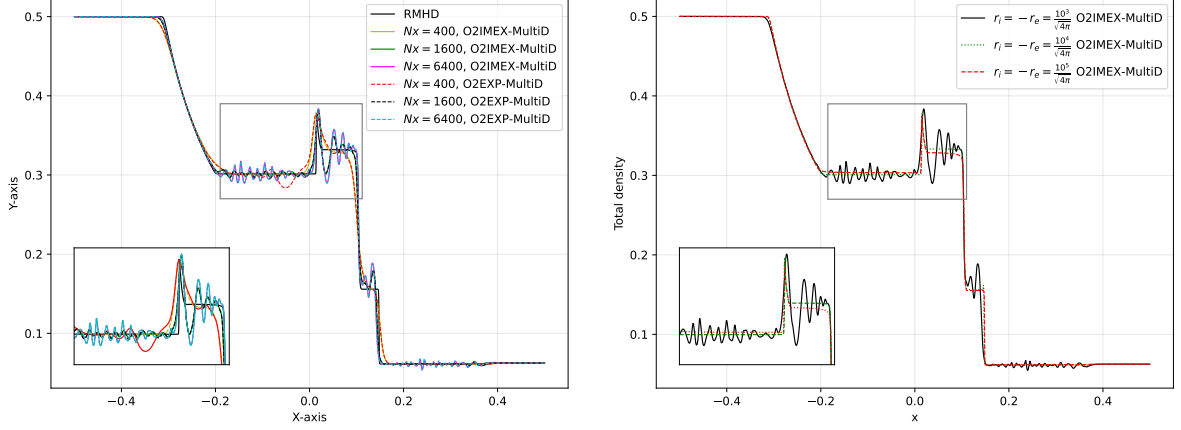 RMHD
Nx = 400, O2IMEX-MultiD
Nx = 1600, O2IMEX-MultiD
Nx = 6400, O2IMEX-MultiD
Nx = 400, O2EXP-MultiD
Nx = 1600, O2EXP-MultiD
Nx = 6400, O2EXP-MultiD
0.5
0.4
0.3
0.2
0.1
Y-axis
−0.4
−0.2
0.0
0.2
0.4
X-axis
r_i = −r_e = 10^3/√4π O2IMEX-MultiD
r_i = −r_e = 10^4/√4π O2IMEX-MultiD
r_i = −r_e = 10^5/√4π O2IMEX-MultiD
0.5
0.4
0.3
0.2
0.1
Total density
−0.4
−0.2
0.0
0.2
0.4
x